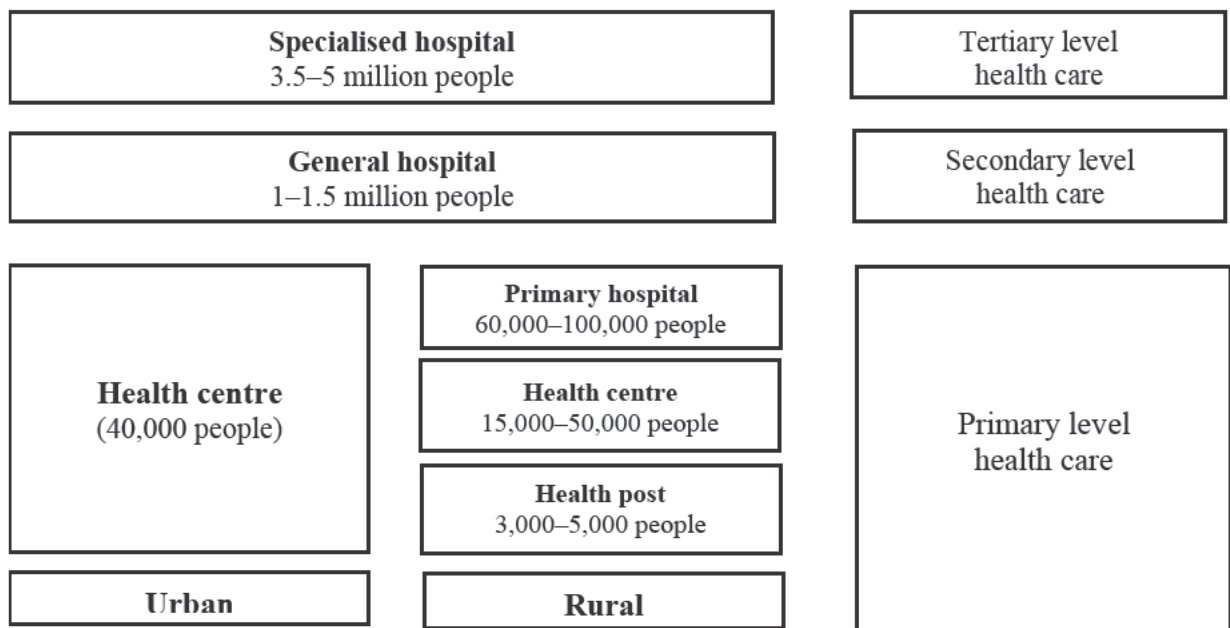 Specialised hospital
3.5–5 million people
Tertiary level
health care
General hospital
1–1.5 million people
Secondary level
health care
Health centre
(40,000 people)
Primary hospital
60,000–100,000 people
Health centre
15,000–50,000 people
Health post
3,000–5,000 people
Primary level
health care
Urban
Rural